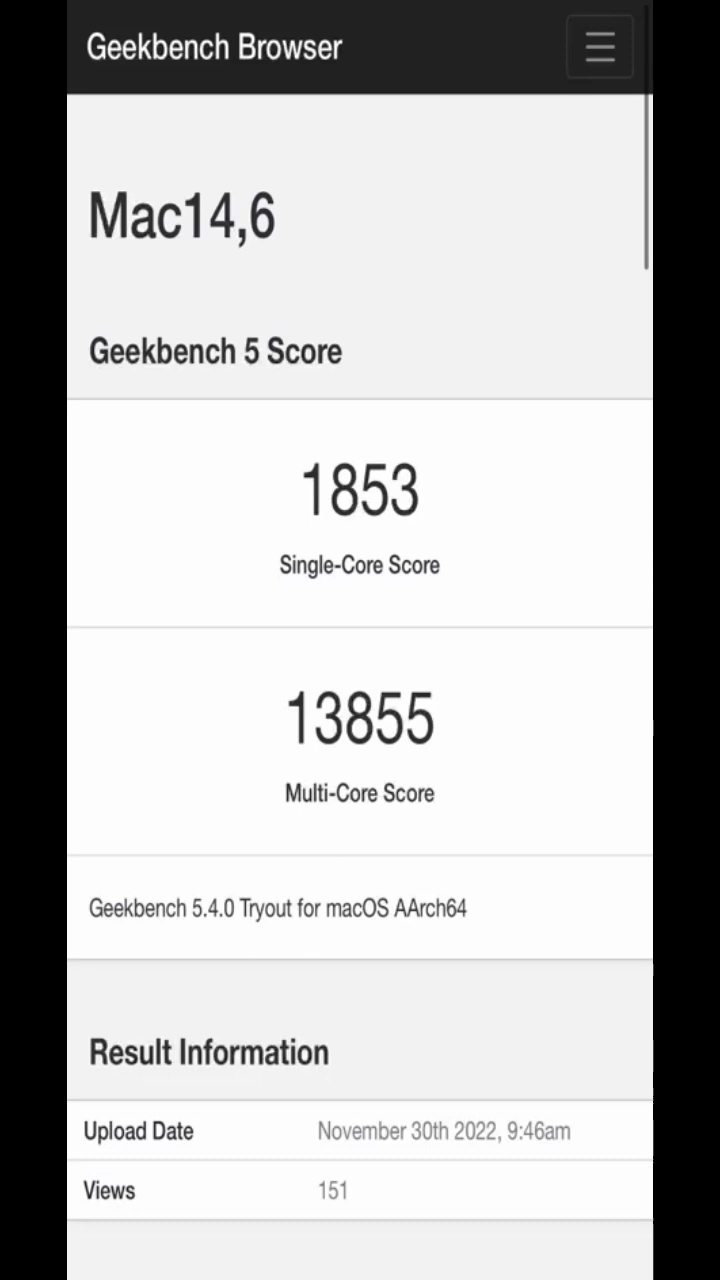 Geekbench Browser
Mac14,6
Geekbench 5 Score
1853
Single-Core Score
13855
Multi-Core Score
Geekbench 5.4.0 Tryout for macOS AArch64
Result Information
Upload Date November 30th 2022, 9:46am
Views 151